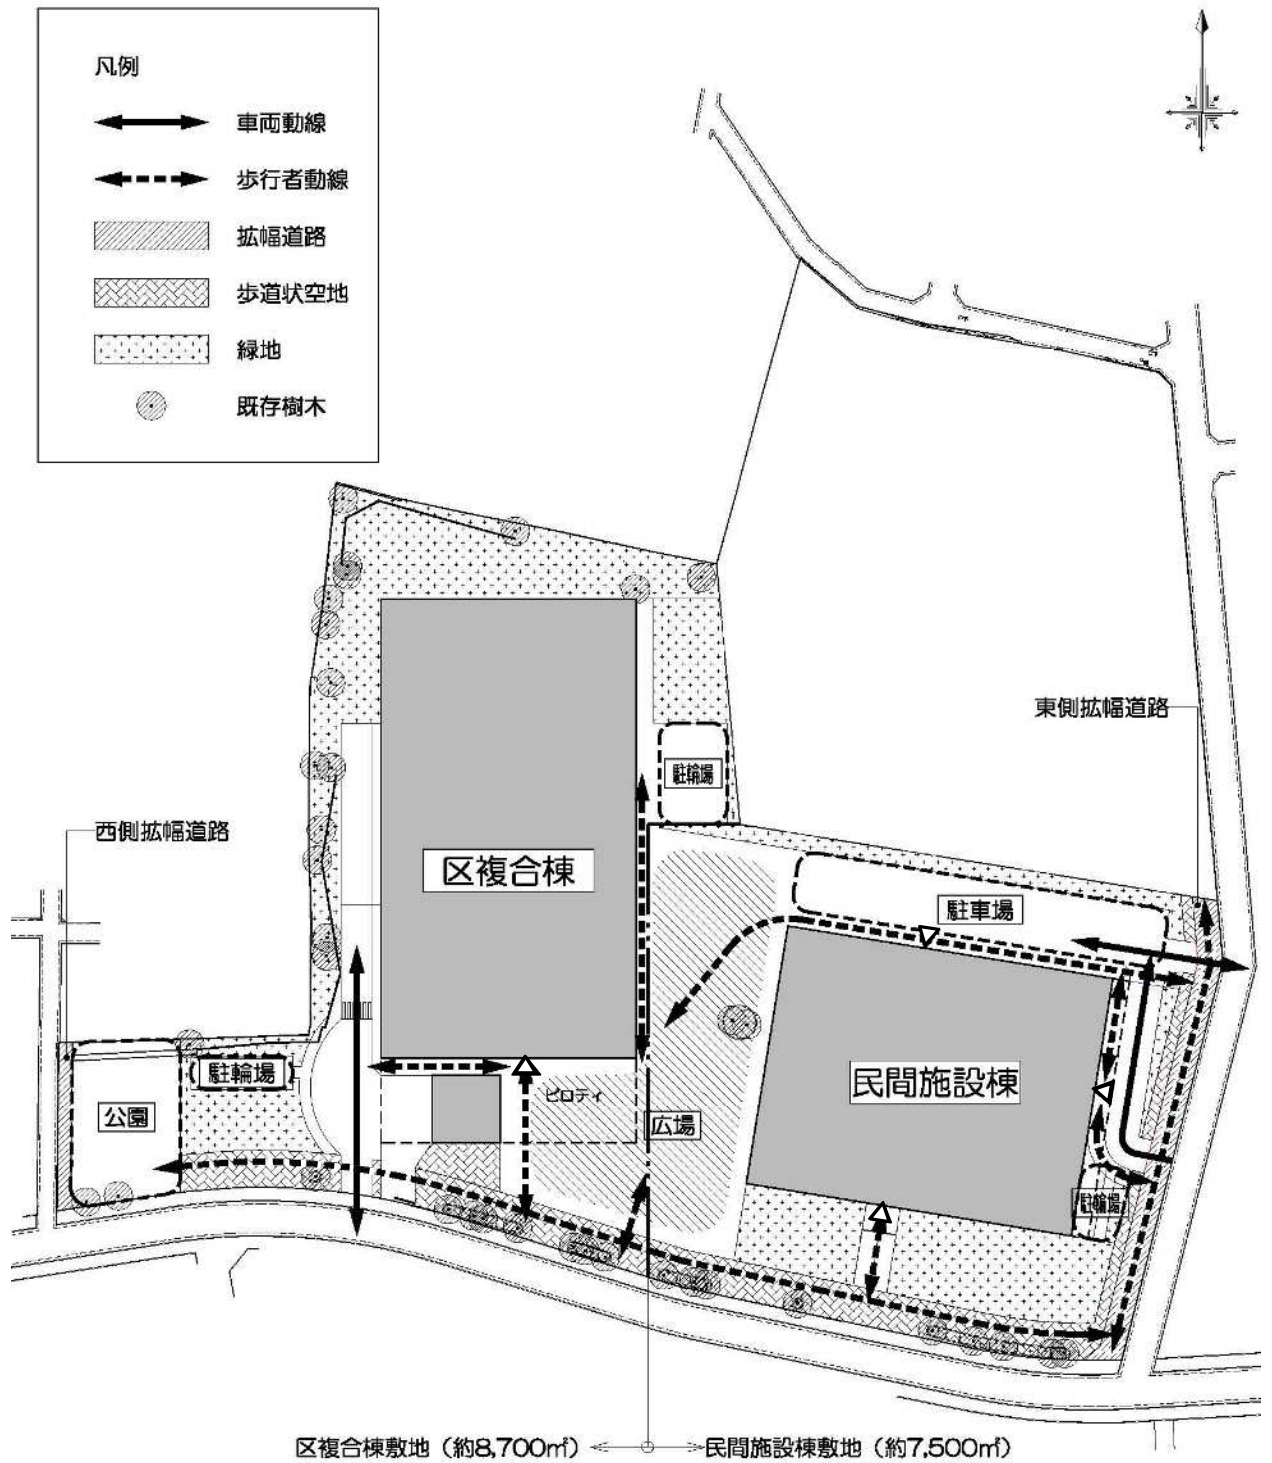 凡例
車両動線
歩行者動線
拡幅道路
歩道状空地
緑地
既存樹木
東側拡幅道路
駐輪場
西側拡幅道路
区複合棟
駐車場
駐輪場
民間施設棟
ピロティ
公園
広場
駐輪場
区複合棟敷地（約8,700㎡）
民間施設棟敷地（約7,500㎡）